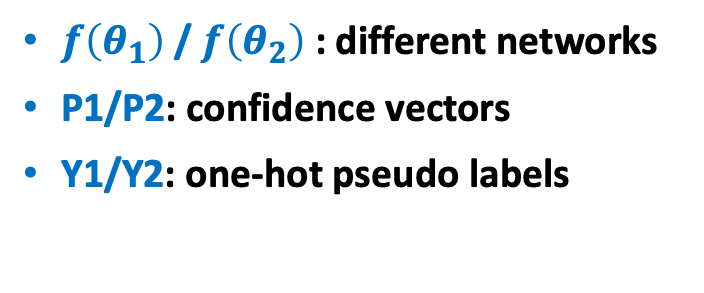 • f(θ₁) / f(θ₂) : different networks
• P1/P2: confidence vectors
• Y1/Y2: one-hot pseudo labels